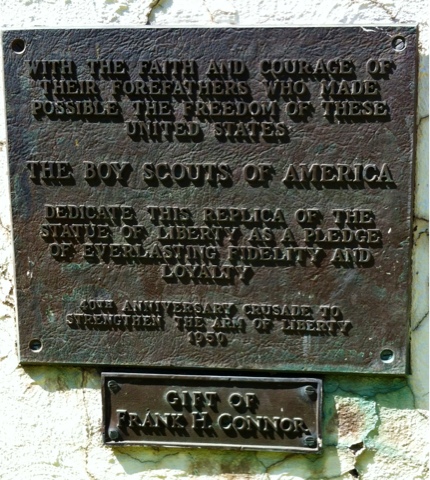 WITH THE FAITH AND COURAGE OF
THEIR FOREFATHERS WHO MADE
POSSIBLE THE FREEDOM OF THESE
UNITED STATES
THE BOY SCOUTS OF AMERICA
DEDICATE THIS REPLICA OF THE
STATUE OF LIBERTY AS A PLEDGE
OF EVERLASTING FIDELITY AND
LOYALTY
40TH ANNIVERSARY CRUSADE TO
STRENGTHEN THE ARM OF LIBERTY
1950
GIFT OF
FRANK H. CONNOR